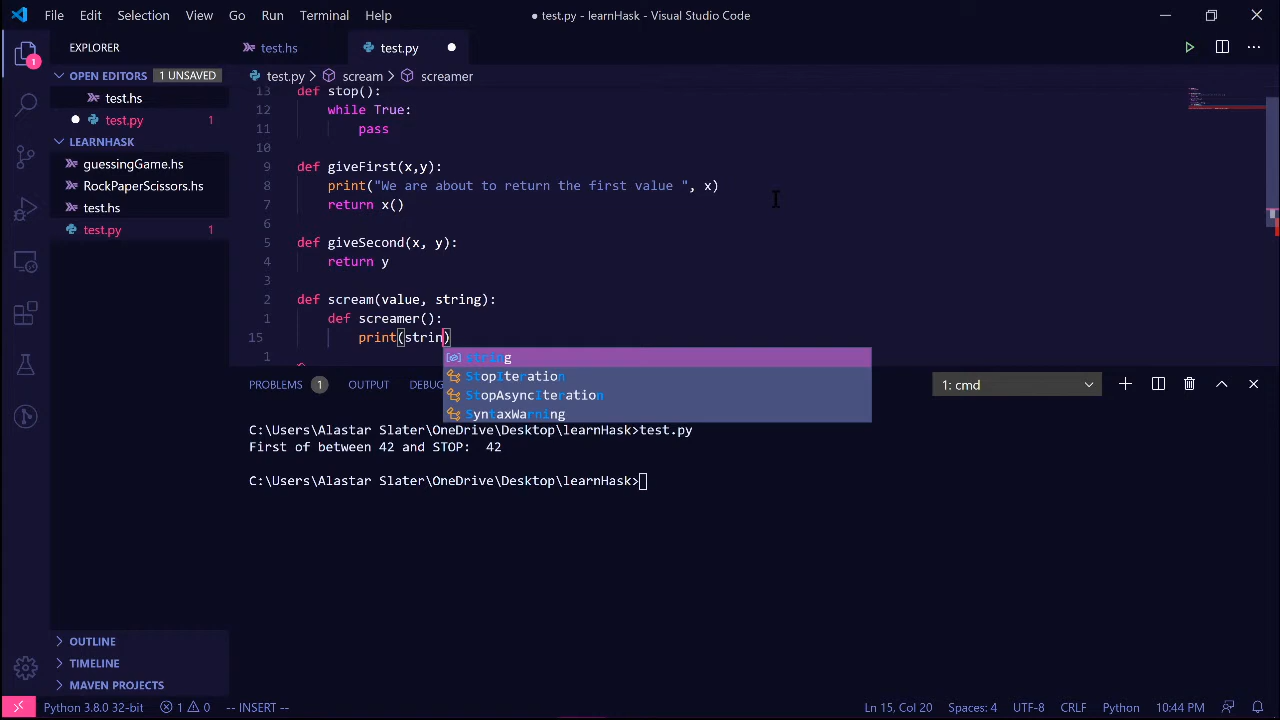 File Edit Selection View Go Run Terminal Help
test.py - learnHask - Visual Studio Code
EXPLORER
test.hs
test.py
OPEN EDITORS 1 UNSAVED
test.py > scream > screamer
test.hs
test.py 1
LEARNHASK
guessingGame.hs
RockPaperScissors.hs
test.hs
test.py 1
13 def stop():
12 while True:
11 pass
10
9 def giveFirst(x,y):
8 print("We are about to return the first value ", x)
7 return x()
6
5 def giveSecond(x, y):
4 return y
3
2 def scream(value, string):
1 def screamer():
15 print(strin)
1
string
StopIteration
StopAsyncIteration
SyntaxWarning
PROBLEMS 1 OUTPUT DEBUG
1: cmd
C:\Users\Alastar Slater\OneDrive\Desktop\learnHask>test.py
First of between 42 and STOP:  42
C:\Users\Alastar Slater\OneDrive\Desktop\learnHask>
OUTLINE
TIMELINE
MAVEN PROJECTS
1
Python 3.8.0 32-bit 1 0 -- INSERT -- Ln 15, Col 20 Spaces: 4 UTF-8 CRLF Python 10:44 PM